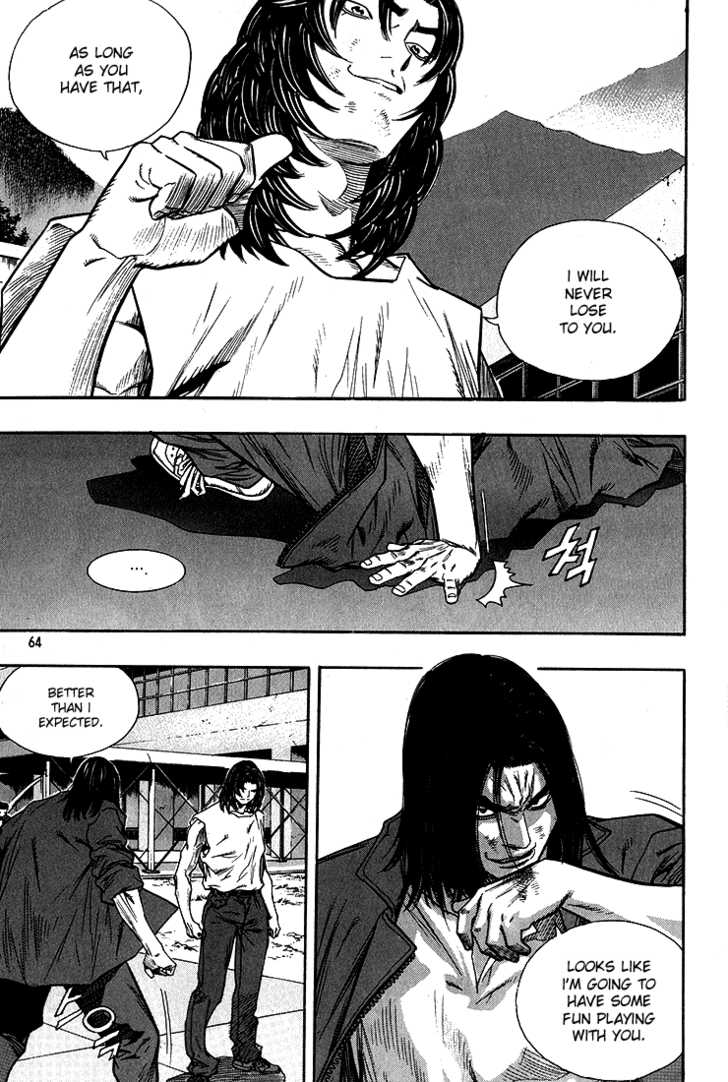 AS LONG
AS YOU
HAVE THAT,
I WILL
NEVER
LOSE
TO YOU.
....
64
BETTER
THAN I
EXPECTED.
LOOKS LIKE
I'M GOING
TO HAVE
SOME
FUN PLAYING
WITH YOU.